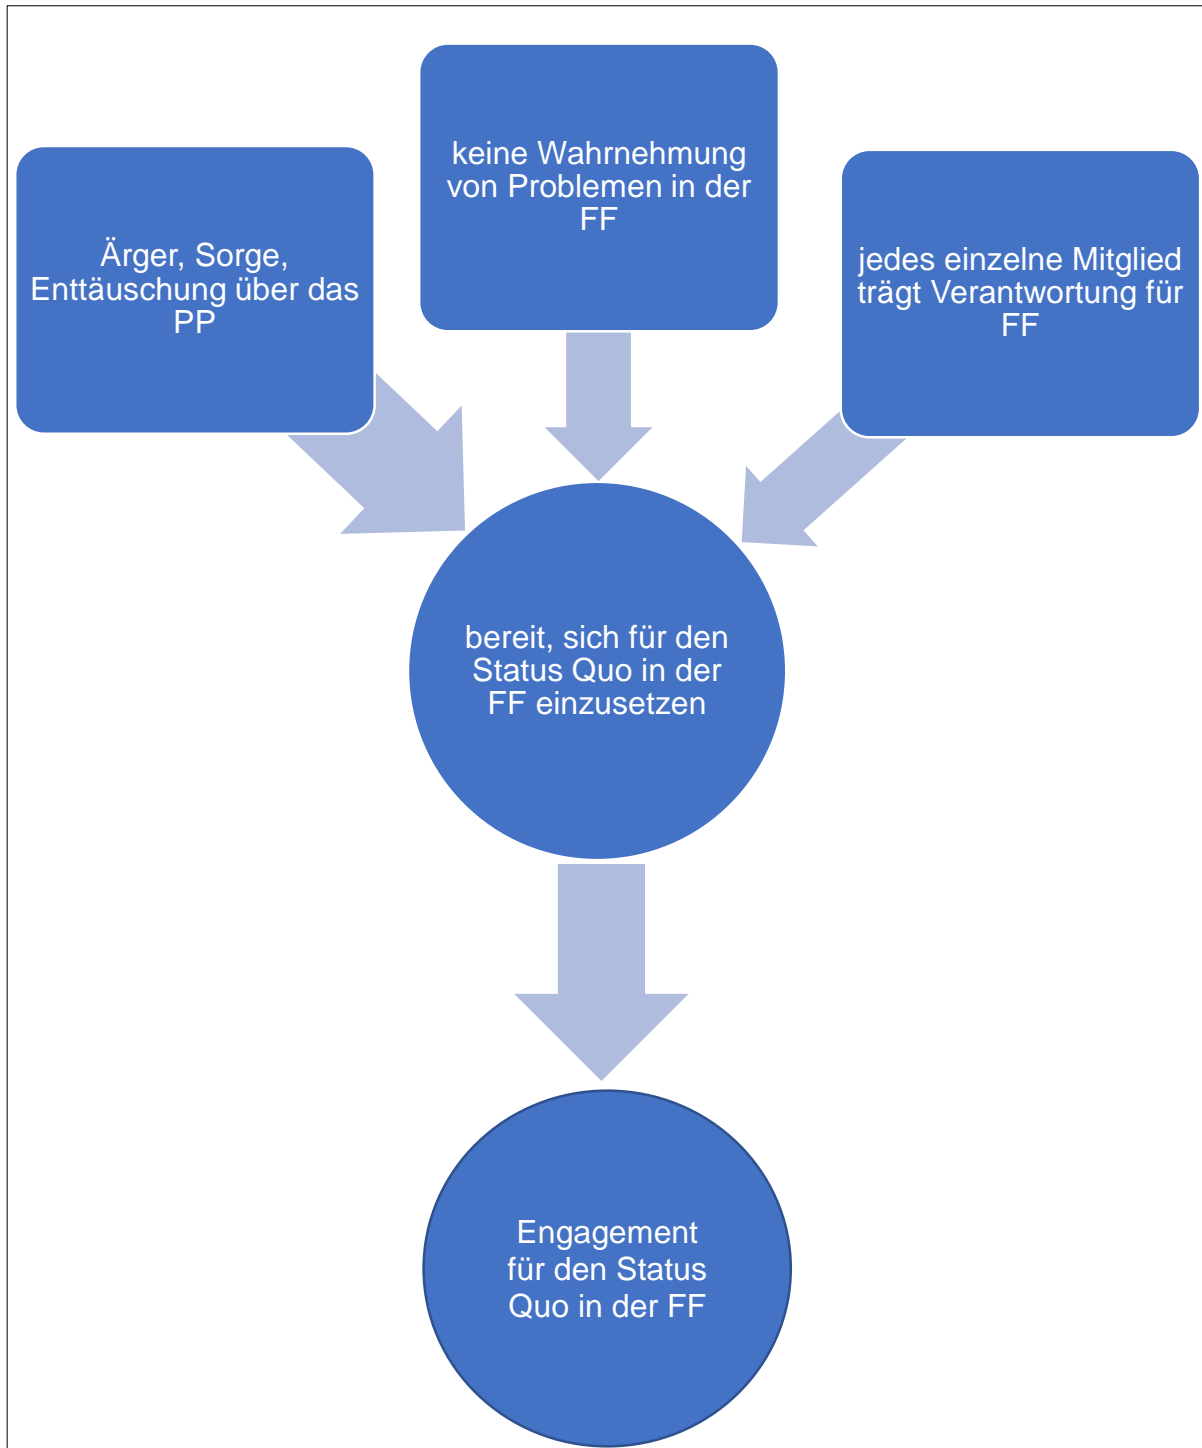 Ärger, Sorge,
Enttäuschung über das
PP
keine Wahrnehmung
von Problemen in der
FF
jedes einzelne Mitglied
trägt Verantwortung für
FF
bereit, sich für den
Status Quo in der
FF einzusetzen
Engagement
für den Status
Quo in der FF